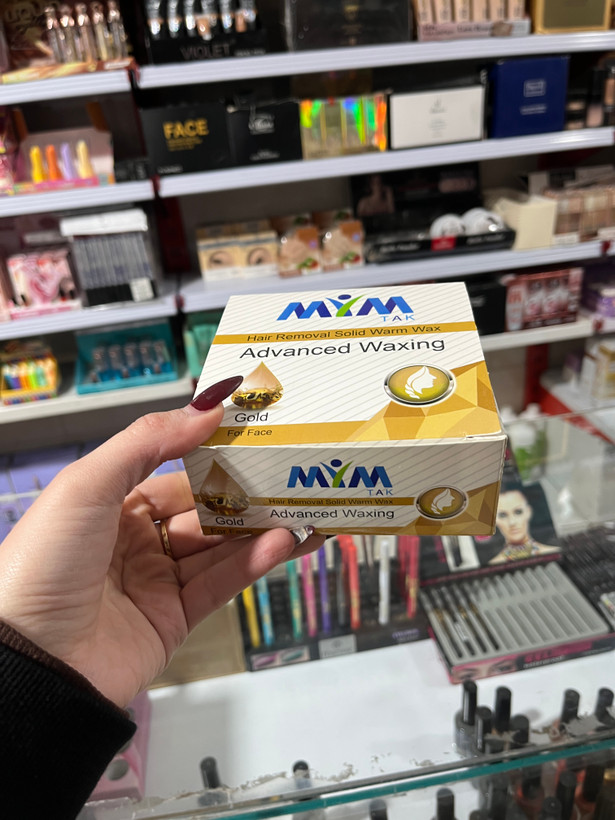 VIOLET
FACE
MYM
TAK
Hair Removal Solid Warm Wax
Advanced Waxing
Gold
For Face
MYM
TAK
Hair Removal Solid Warm Wax
Advanced Waxing
Gold